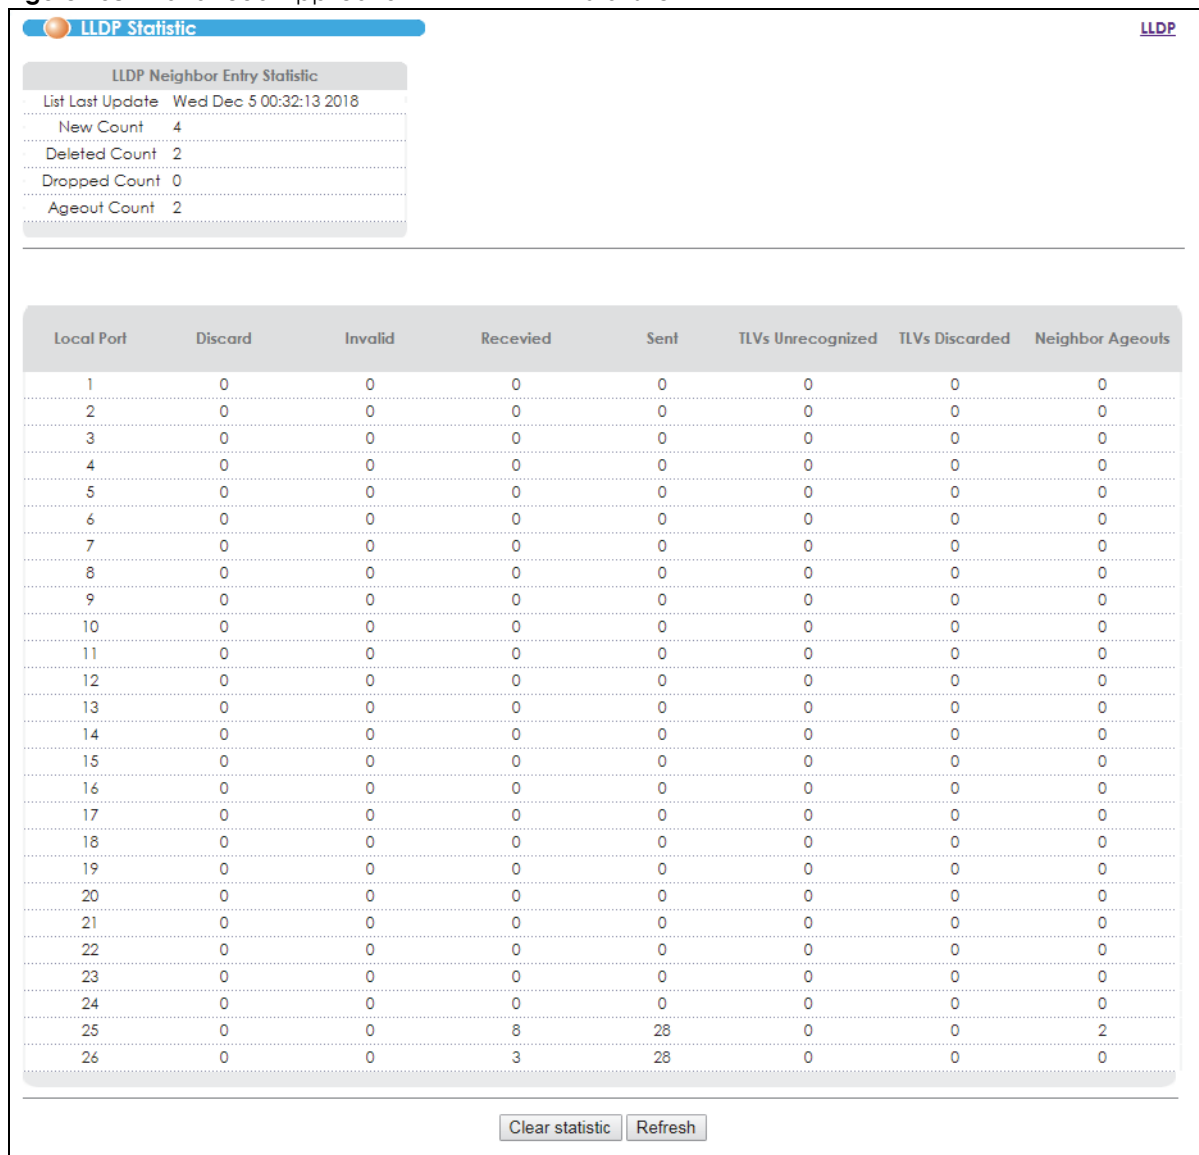 LLDP Statistic
LLDP
LLDP Neighbor Entry Statistic
List Last Update Wed Dec 5 00:32:13 2018
New Count 4
Deleted Count 2
Dropped Count 0
Ageout Count 2
Local Port Discard Invalid Recevied Sent TLVs Unrecognized TLVs Discarded Neighbor Ageouts
1 0 0 0 0 0 0 0
2 0 0 0 0 0 0 0
3 0 0 0 0 0 0 0
4 0 0 0 0 0 0 0
5 0 0 0 0 0 0 0
6 0 0 0 0 0 0 0
7 0 0 0 0 0 0 0
8 0 0 0 0 0 0 0
9 0 0 0 0 0 0 0
10 0 0 0 0 0 0 0
11 0 0 0 0 0 0 0
12 0 0 0 0 0 0 0
13 0 0 0 0 0 0 0
14 0 0 0 0 0 0 0
15 0 0 0 0 0 0 0
16 0 0 0 0 0 0 0
17 0 0 0 0 0 0 0
18 0 0 0 0 0 0 0
19 0 0 0 0 0 0 0
20 0 0 0 0 0 0 0
21 0 0 0 0 0 0 0
22 0 0 0 0 0 0 0
23 0 0 0 0 0 0 0
24 0 0 0 0 0 0 0
25 0 0 8 28 0 0 2
26 0 0 3 28 0 0 0
Clear statistic Refresh